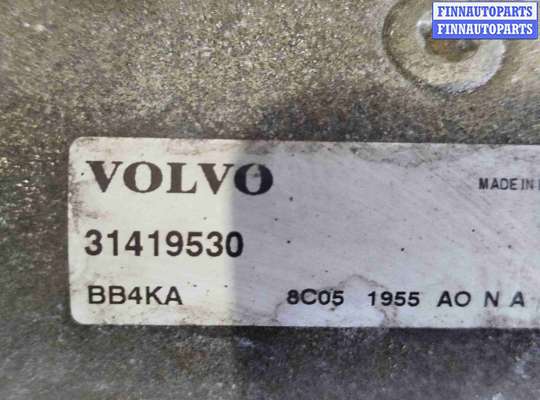 FINNAUTOPARTS
FINNAUTOPARTS
VOLVO
MADE IN
31419530
BB4KA 8C05 1955 AO N A